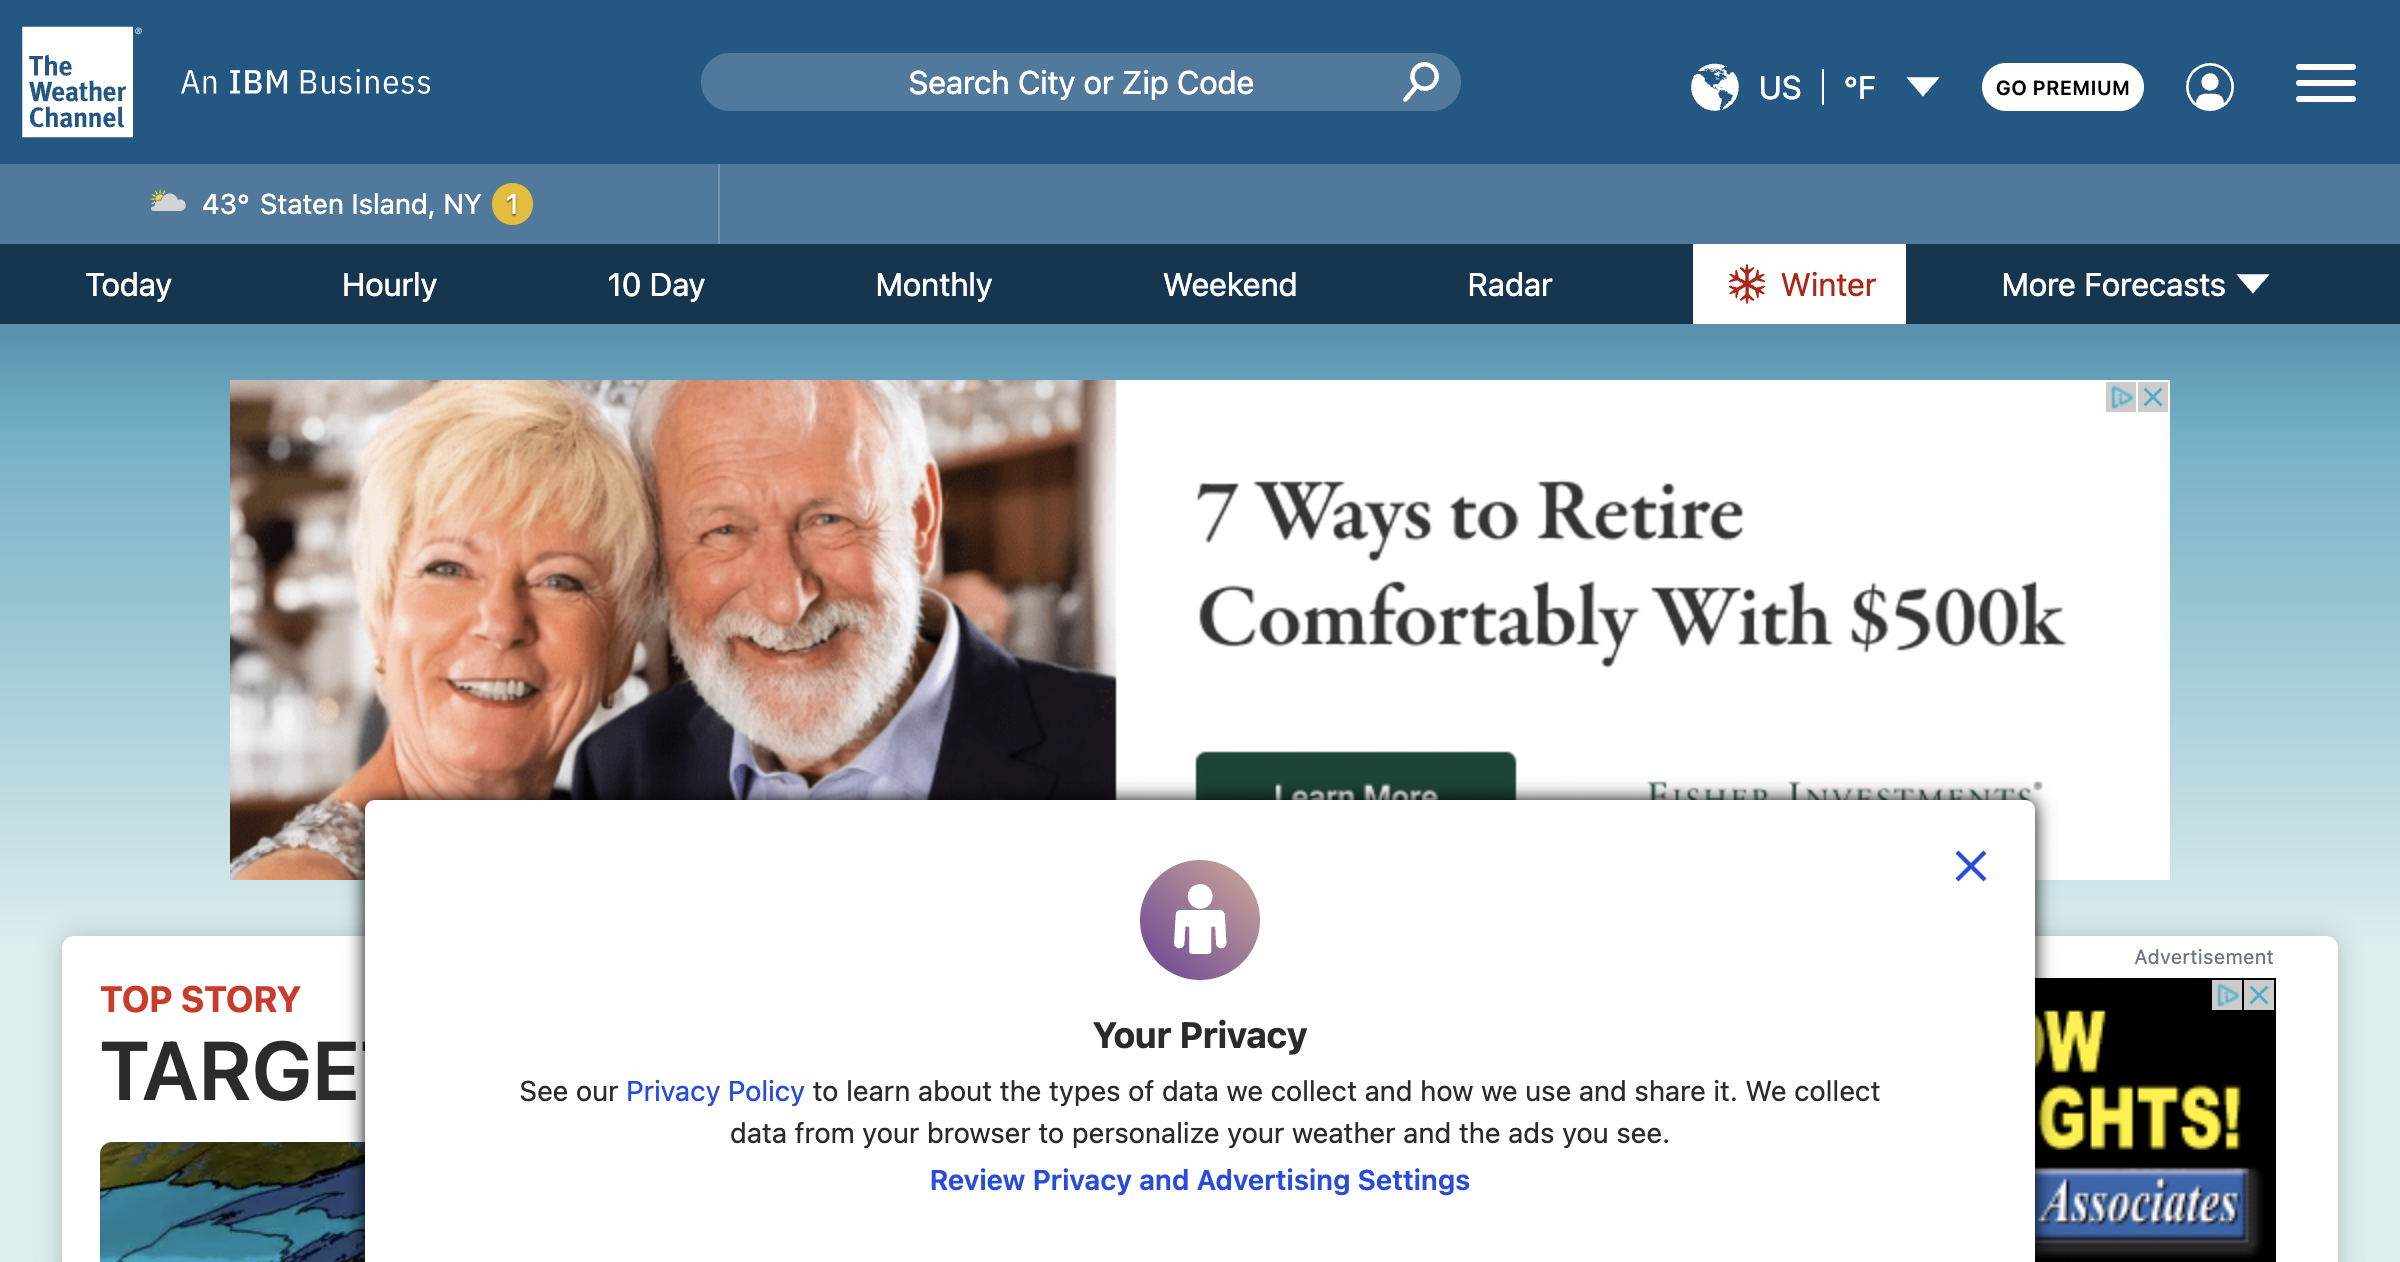 The
Weather
Channel
®
An IBM Business
Search City or Zip Code
US
°F
GO PREMIUM
43° Staten Island, NY 1
Today
Hourly
10 Day
Monthly
Weekend
Radar
Winter
More Forecasts
7 Ways to Retire
Comfortably With $500k
Learn More
FISHER INVESTMENTS®
Your Privacy
See our Privacy Policy to learn about the types of data we collect and how we use and share it. We collect
data from your browser to personalize your weather and the ads you see.
Review Privacy and Advertising Settings
TOP STORY
TARGE
Advertisement
OW
GHTS!
Associates